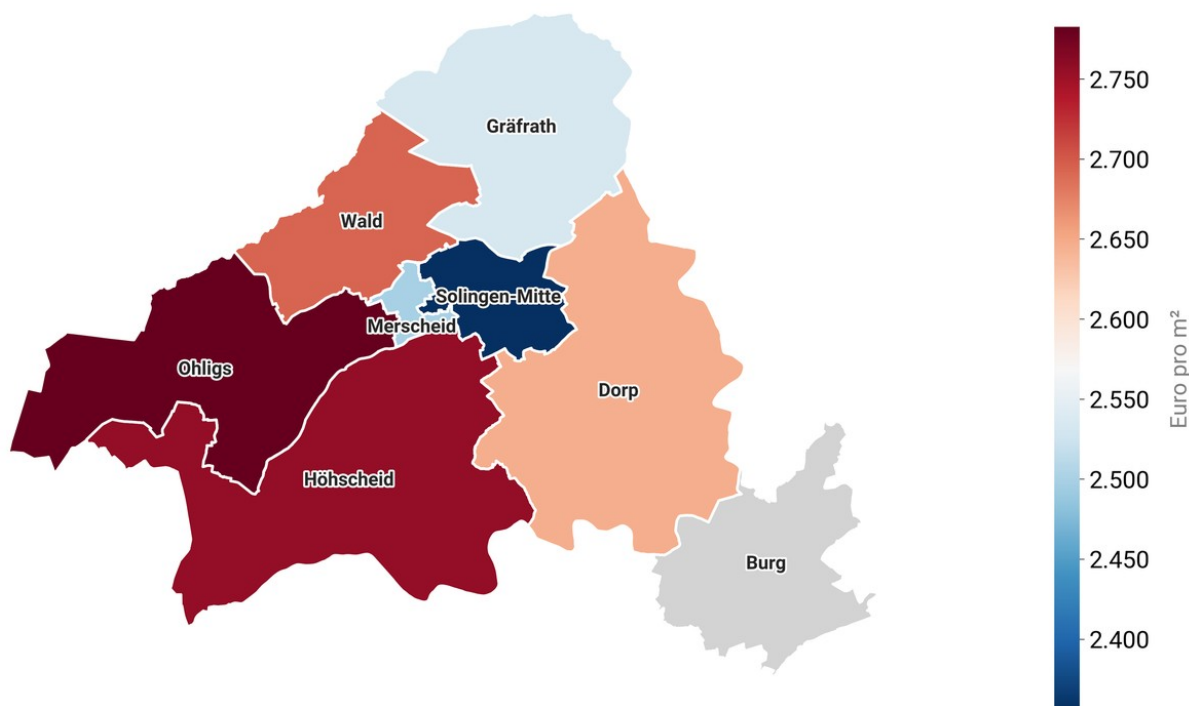 Gräfrath
Wald
Solingen-Mitte
Merscheid
Ohligs
Dorp
Höhscheid
Burg
2.750
2.700
2.650
2.600
2.550
2.500
2.450
2.400
Euro pro m²